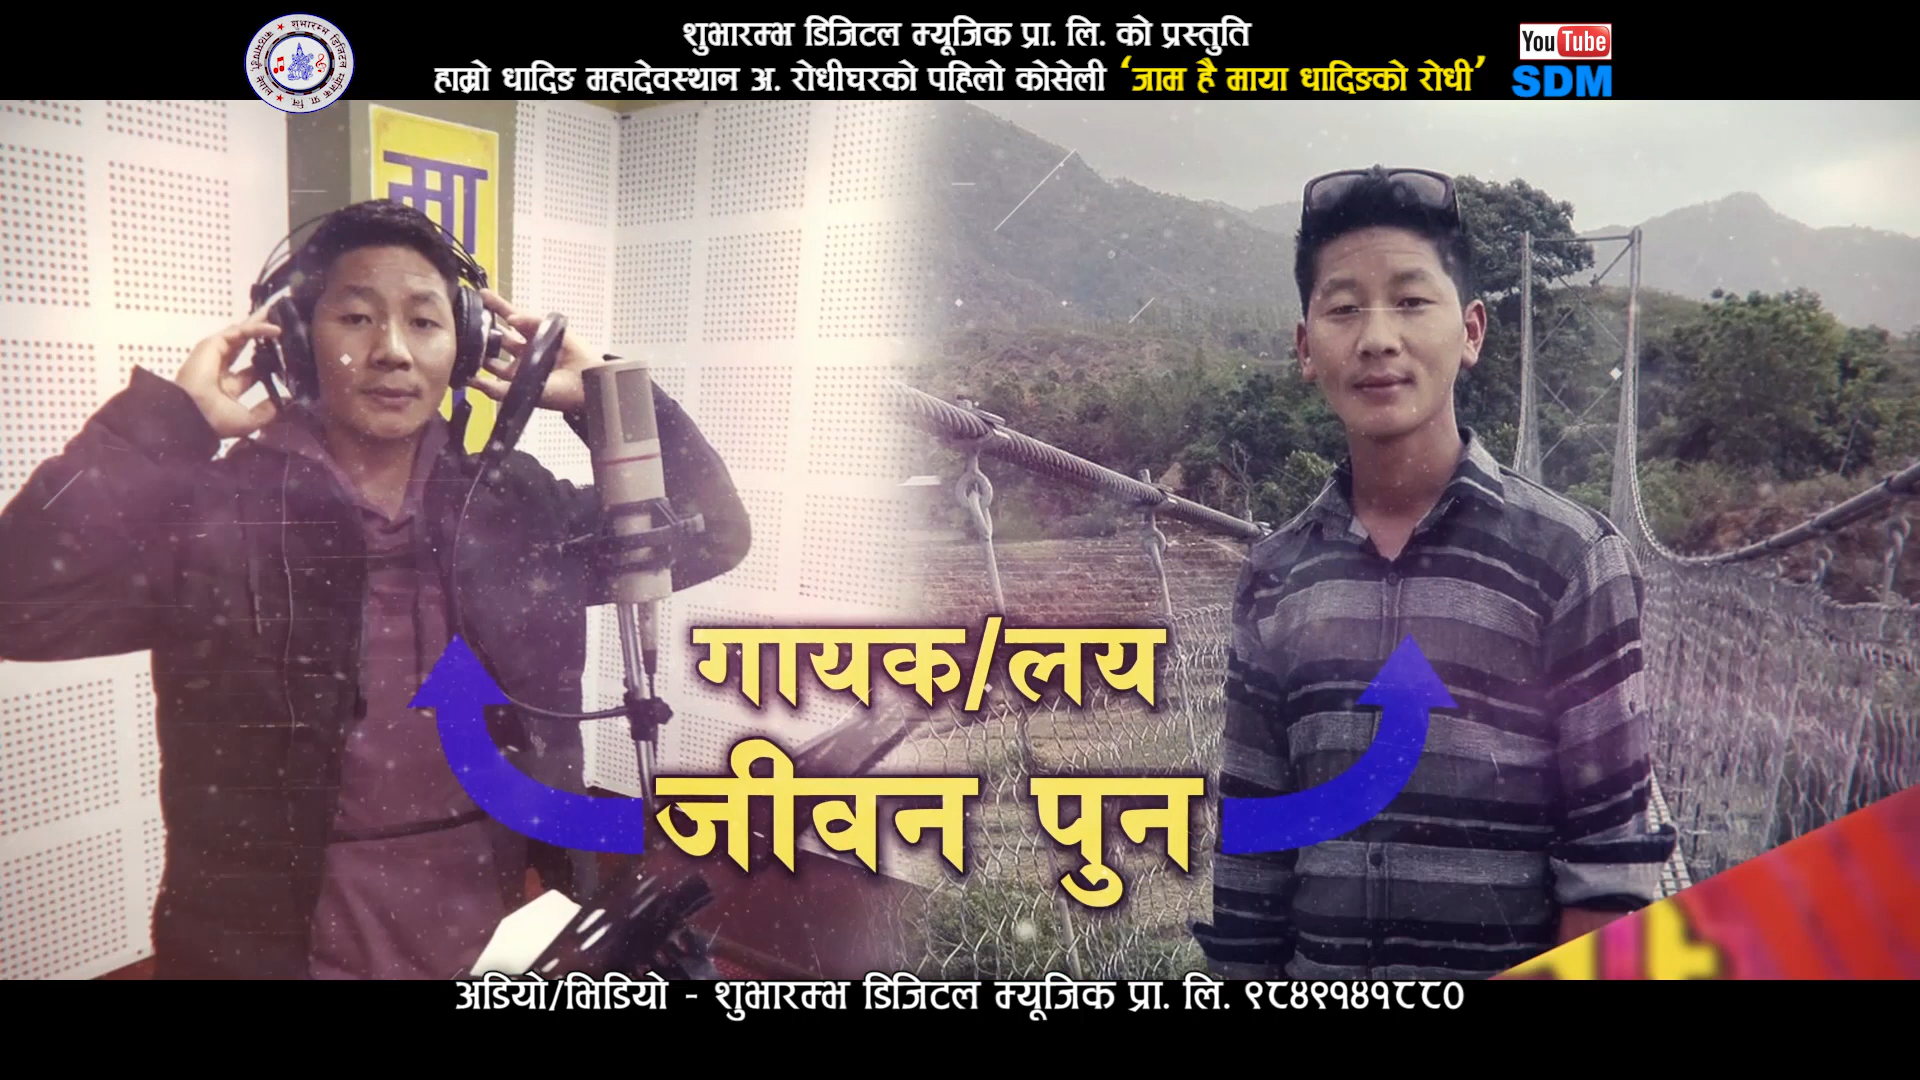 शुभारम्भ डिजिटल म्यूजिक प्रा. लि. को प्रस्तुति
हाम्रो धादिङ महादेवस्थान अ. रोधीघरको पहिलो कोसेली ‘जाम है माया धादिङको रोधी’
You Tube
SDM
मा
गायक/लय
जीवन पुन
अडियो/भिडियो - शुभारम्भ डिजिटल म्यूजिक प्रा. लि. ९८४९१४१८८०